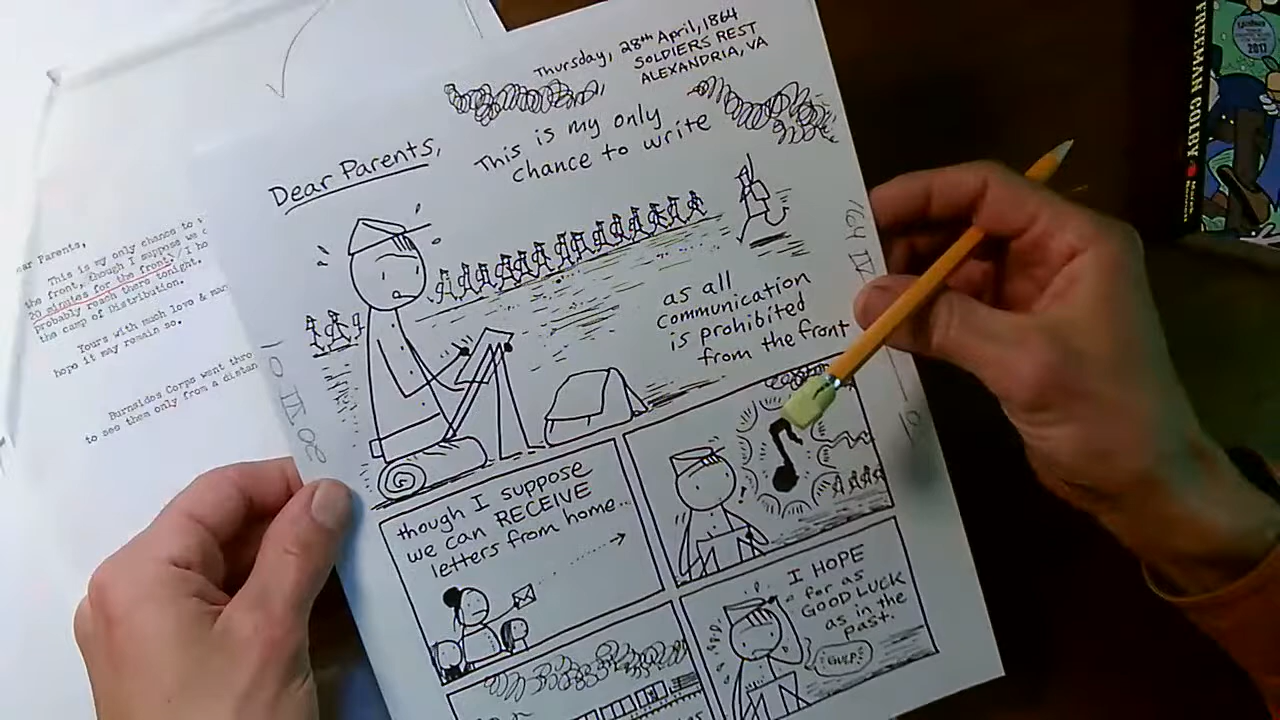 Thursday, 28th April, 1864
SOLDIERS REST
ALEXANDRIA, VA
Dear Parents,
This is my only
chance to write
as all
communication
is prohibited
from the front
though I suppose
we can RECEIVE
letters from home...
I HOPE
for as
GOOD LUCK
as in the
past.
GULP!
ar Parents,
This is my only chance to
the front, though I suppose we
20 minutes for the front. I ho
probably reach there tonight.
the camp of Distribution.
Yours with much love &
hope it may remain so.
Burnsides Corps went thro
to see them only from a distan
FREEMAN COLBY
2017